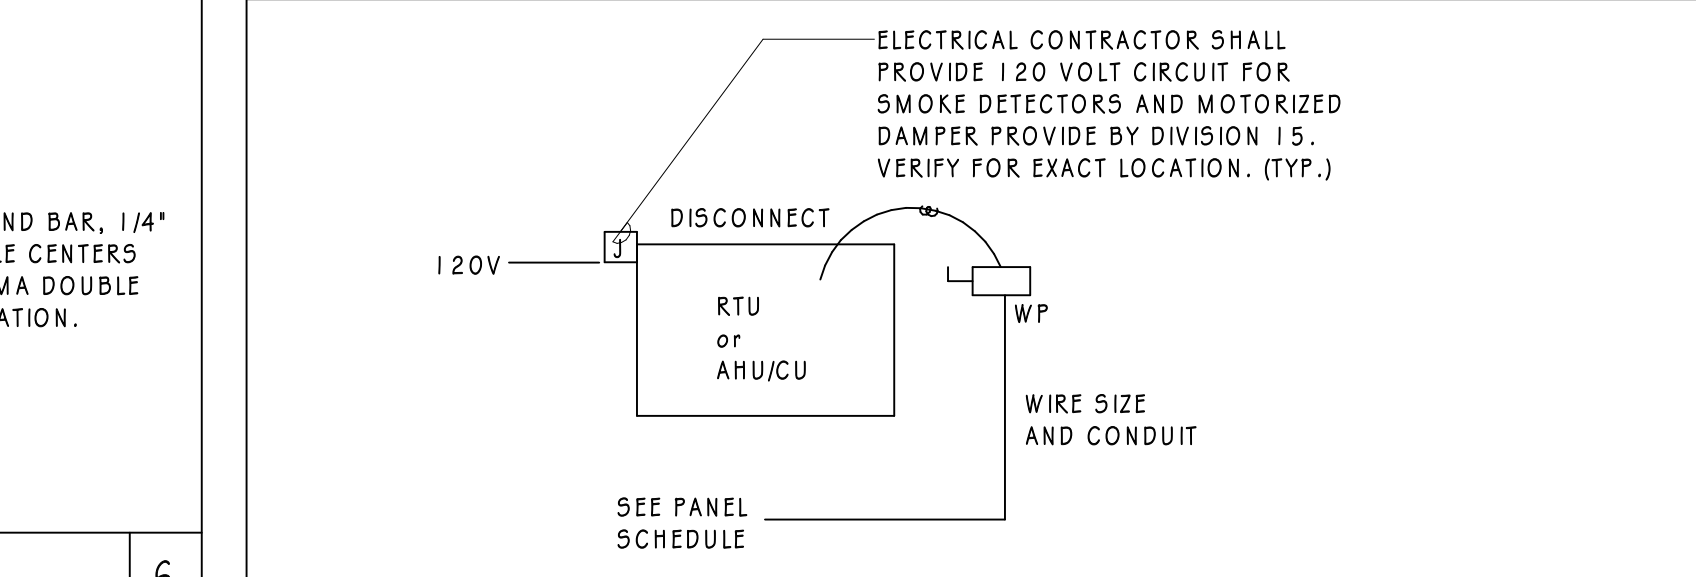 ELECTRICAL CONTRACTOR SHALL
PROVIDE 120 VOLT CIRCUIT FOR
SMOKE DETECTORS AND MOTORIZED
DAMPER PROVIDE BY DIVISION 15.
VERIFY FOR EXACT LOCATION. (TYP.)
ND BAR, 1/4"
LE CENTERS
MA DOUBLE
ATION.
DISCONNECT
J
120V
RTU
or
AHU/CU
WP
WIRE SIZE
AND CONDUIT
SEE PANEL
SCHEDULE
6